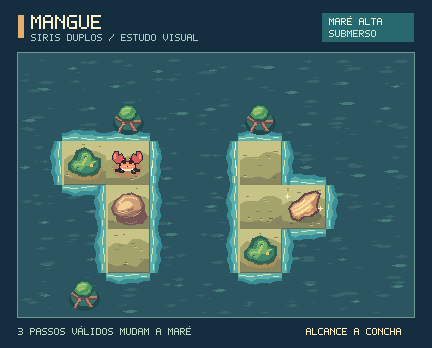 MANGUE
SIRIS DUPLOS / ESTUDO VISUAL
MARÉ ALTA
SUBMERSO
3 PASSOS VÁLIDOS MUDAM A MARÉ
ALCANCE A CONCHA